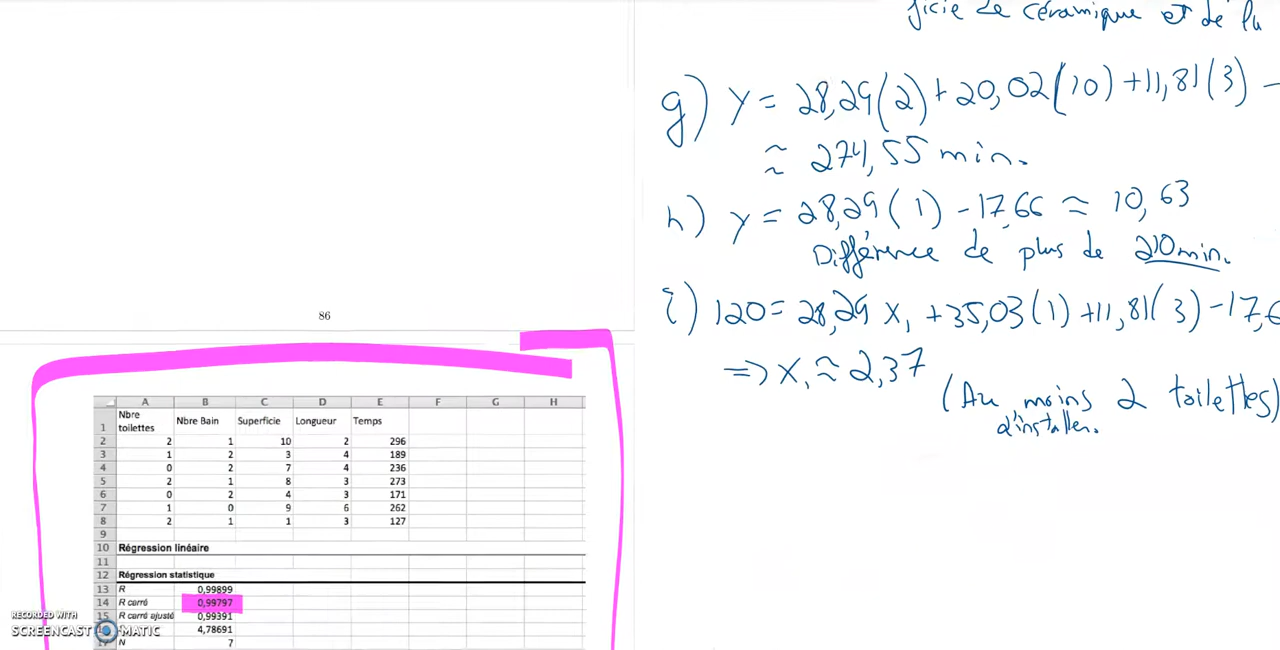 86
A B C D E F G H
1 Nbre toilettes Nbre Bain Superficie Longueur Temps
2 2 1 10 2 296
3 1 2 3 4 189
4 0 2 7 4 236
5 2 1 8 3 273
6 0 2 4 3 171
7 1 0 9 6 262
8 2 1 1 3 127
9
10 Régression linéaire
11
12 Régression statistique
13 R 0,99899
14 R carré 0,99797
15 R carré ajusté 0,99391
4,78691
N 7
RECORDED WITH
SCREENCAST MATIC
ficie de céramique et de la
g) y = 28,29(2) + 20,02(10) + 11,81(3) -
≈ 274,55 min.
h) y = 28,29(1) - 17,66 ≈ 10,63
Différence de plus de 210 min.
i) 120 = 28,29 x₁ + 35,03(1) + 11,81(3) - 17,6
⇒ x₁ ≈ 2,37
(Au moins 2 toilettes)
d'installer.